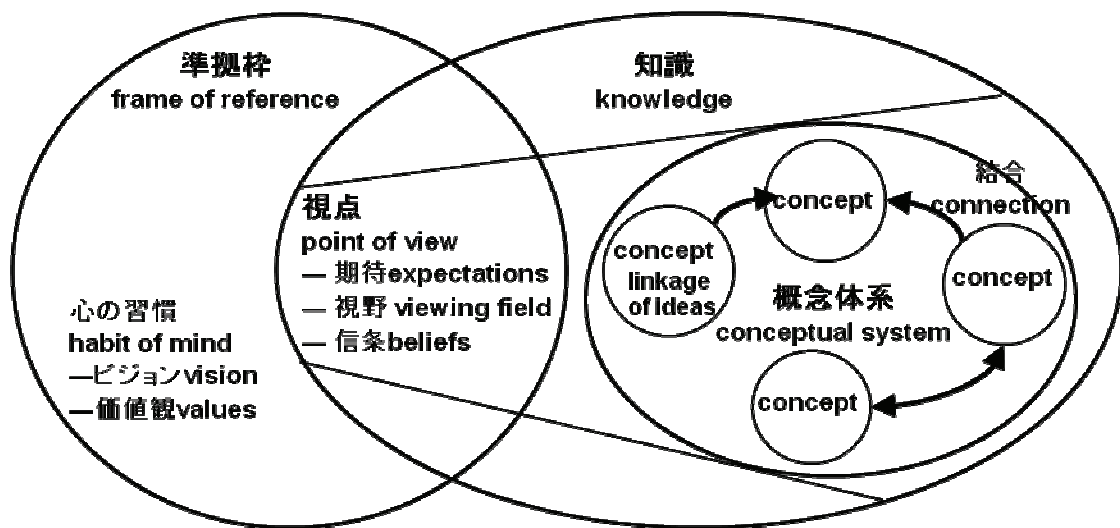 準拠枠
frame of reference
心の習慣
habit of mind
—ビジョンvision
—価値観values
視点
point of view
— 期待expectations
— 視野 viewing field
— 信条beliefs
知識
knowledge
結合
connection
concept
concept
linkage
of Ideas
concept
概念体系
conceptual system
concept